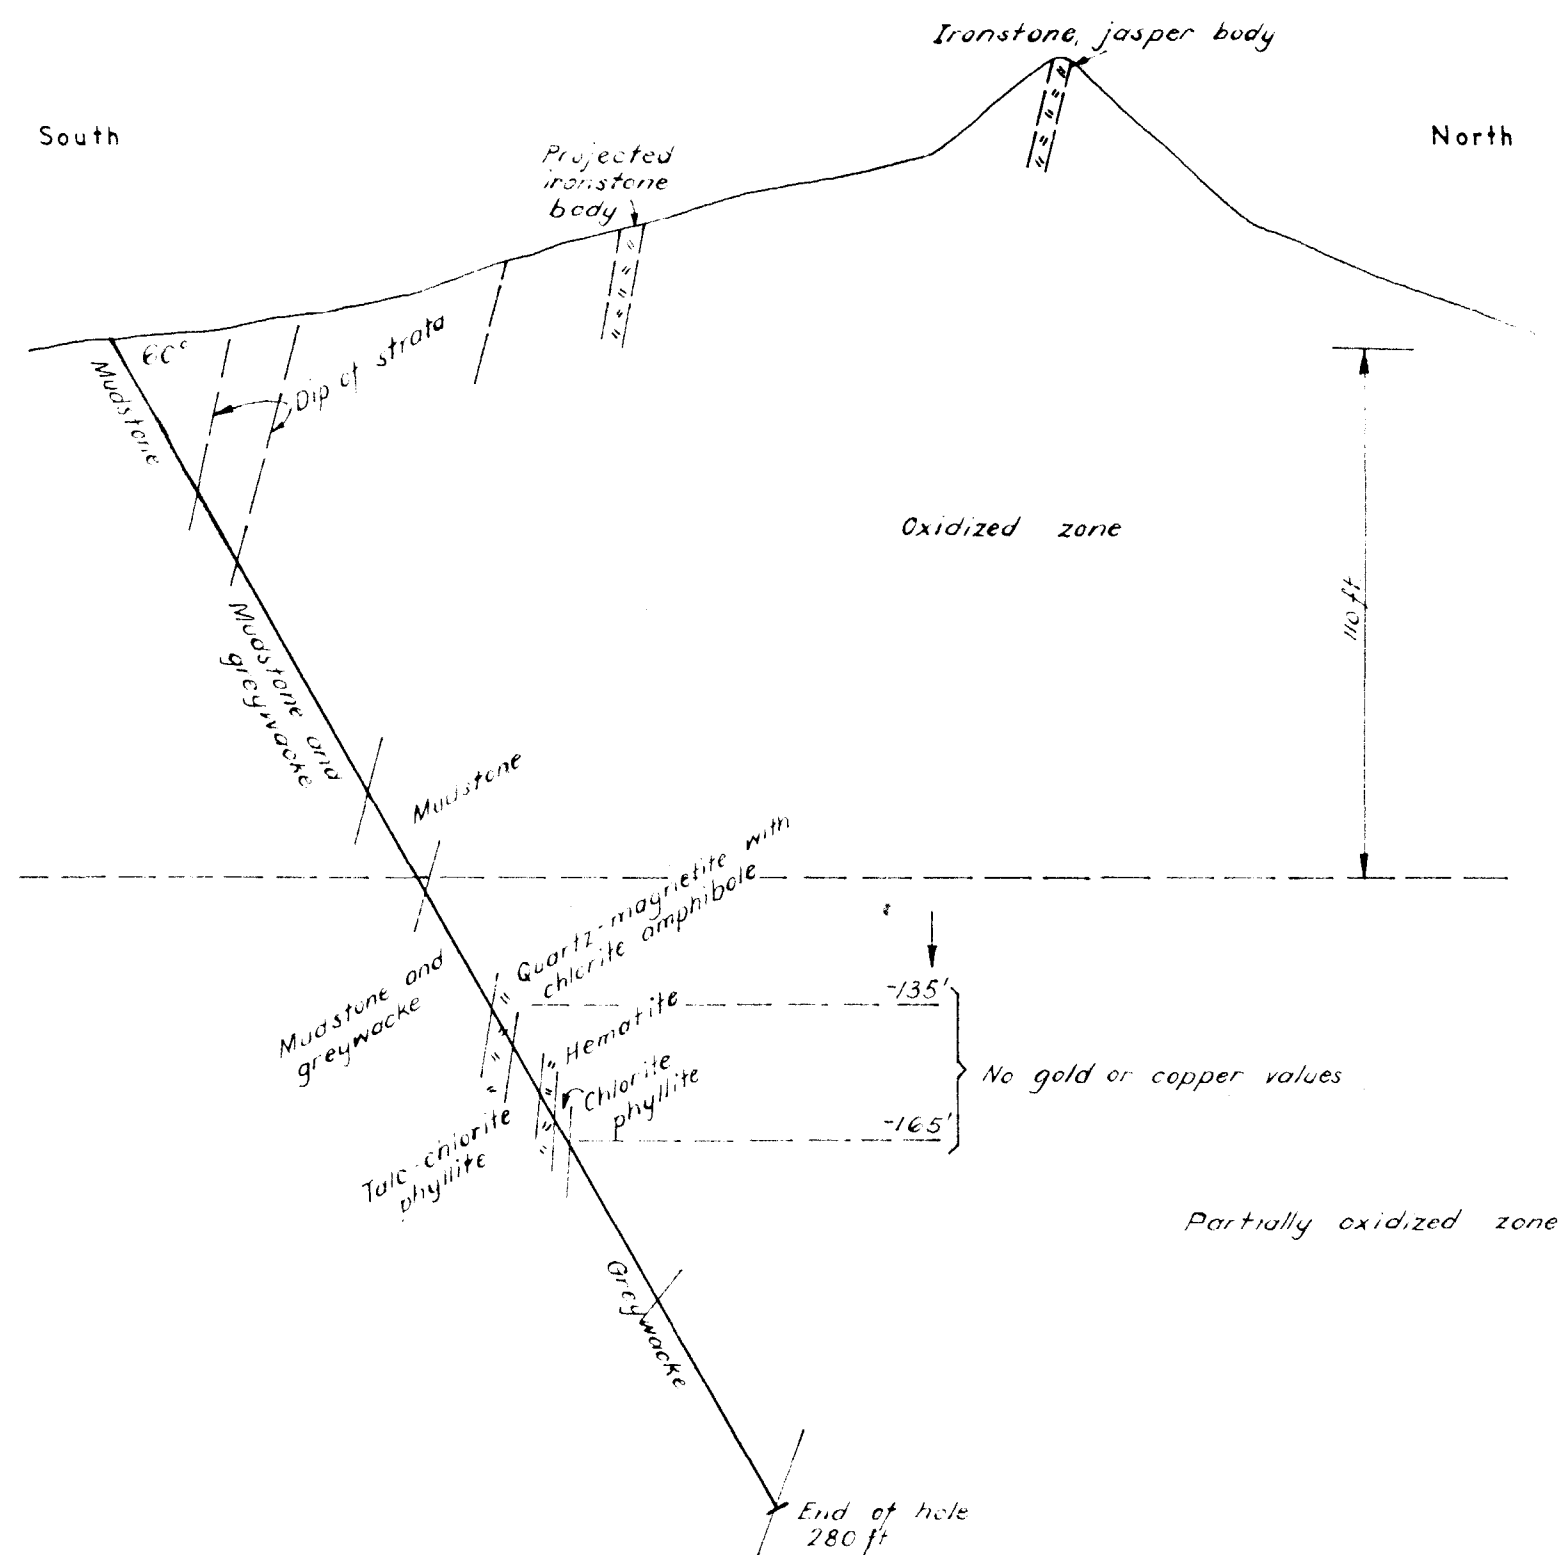 Ironstone, jasper body
South
North
Projected
ironstone
body
60°
Mudstone
Dip of strata
Oxidized zone
110 ft
Mudstone and
greywacke
Mudstone
Quartz-magnetite with
chlorite amphibole
Mudstone and
greywacke
-135'
Hematite
Chlorite
phyllite
No gold or copper values
-165'
Talc-chlorite
phyllite
Partially oxidized zone
Greywacke
End of hole
280 ft